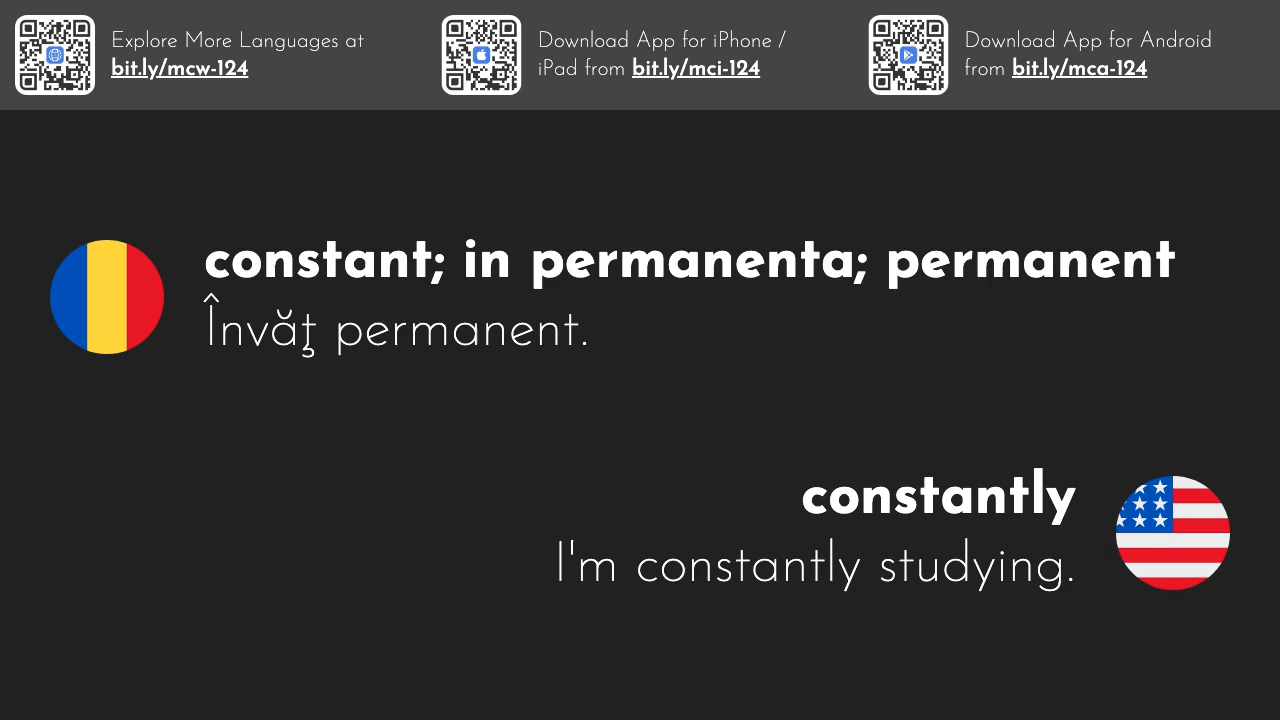 Explore More Languages at
bit.ly/mcw-124
Download App for iPhone /
iPad from bit.ly/mci-124
Download App for Android
from bit.ly/mca-124
constant; in permanenta; permanent
Învăţ permanent.
constantly
I'm constantly studying.